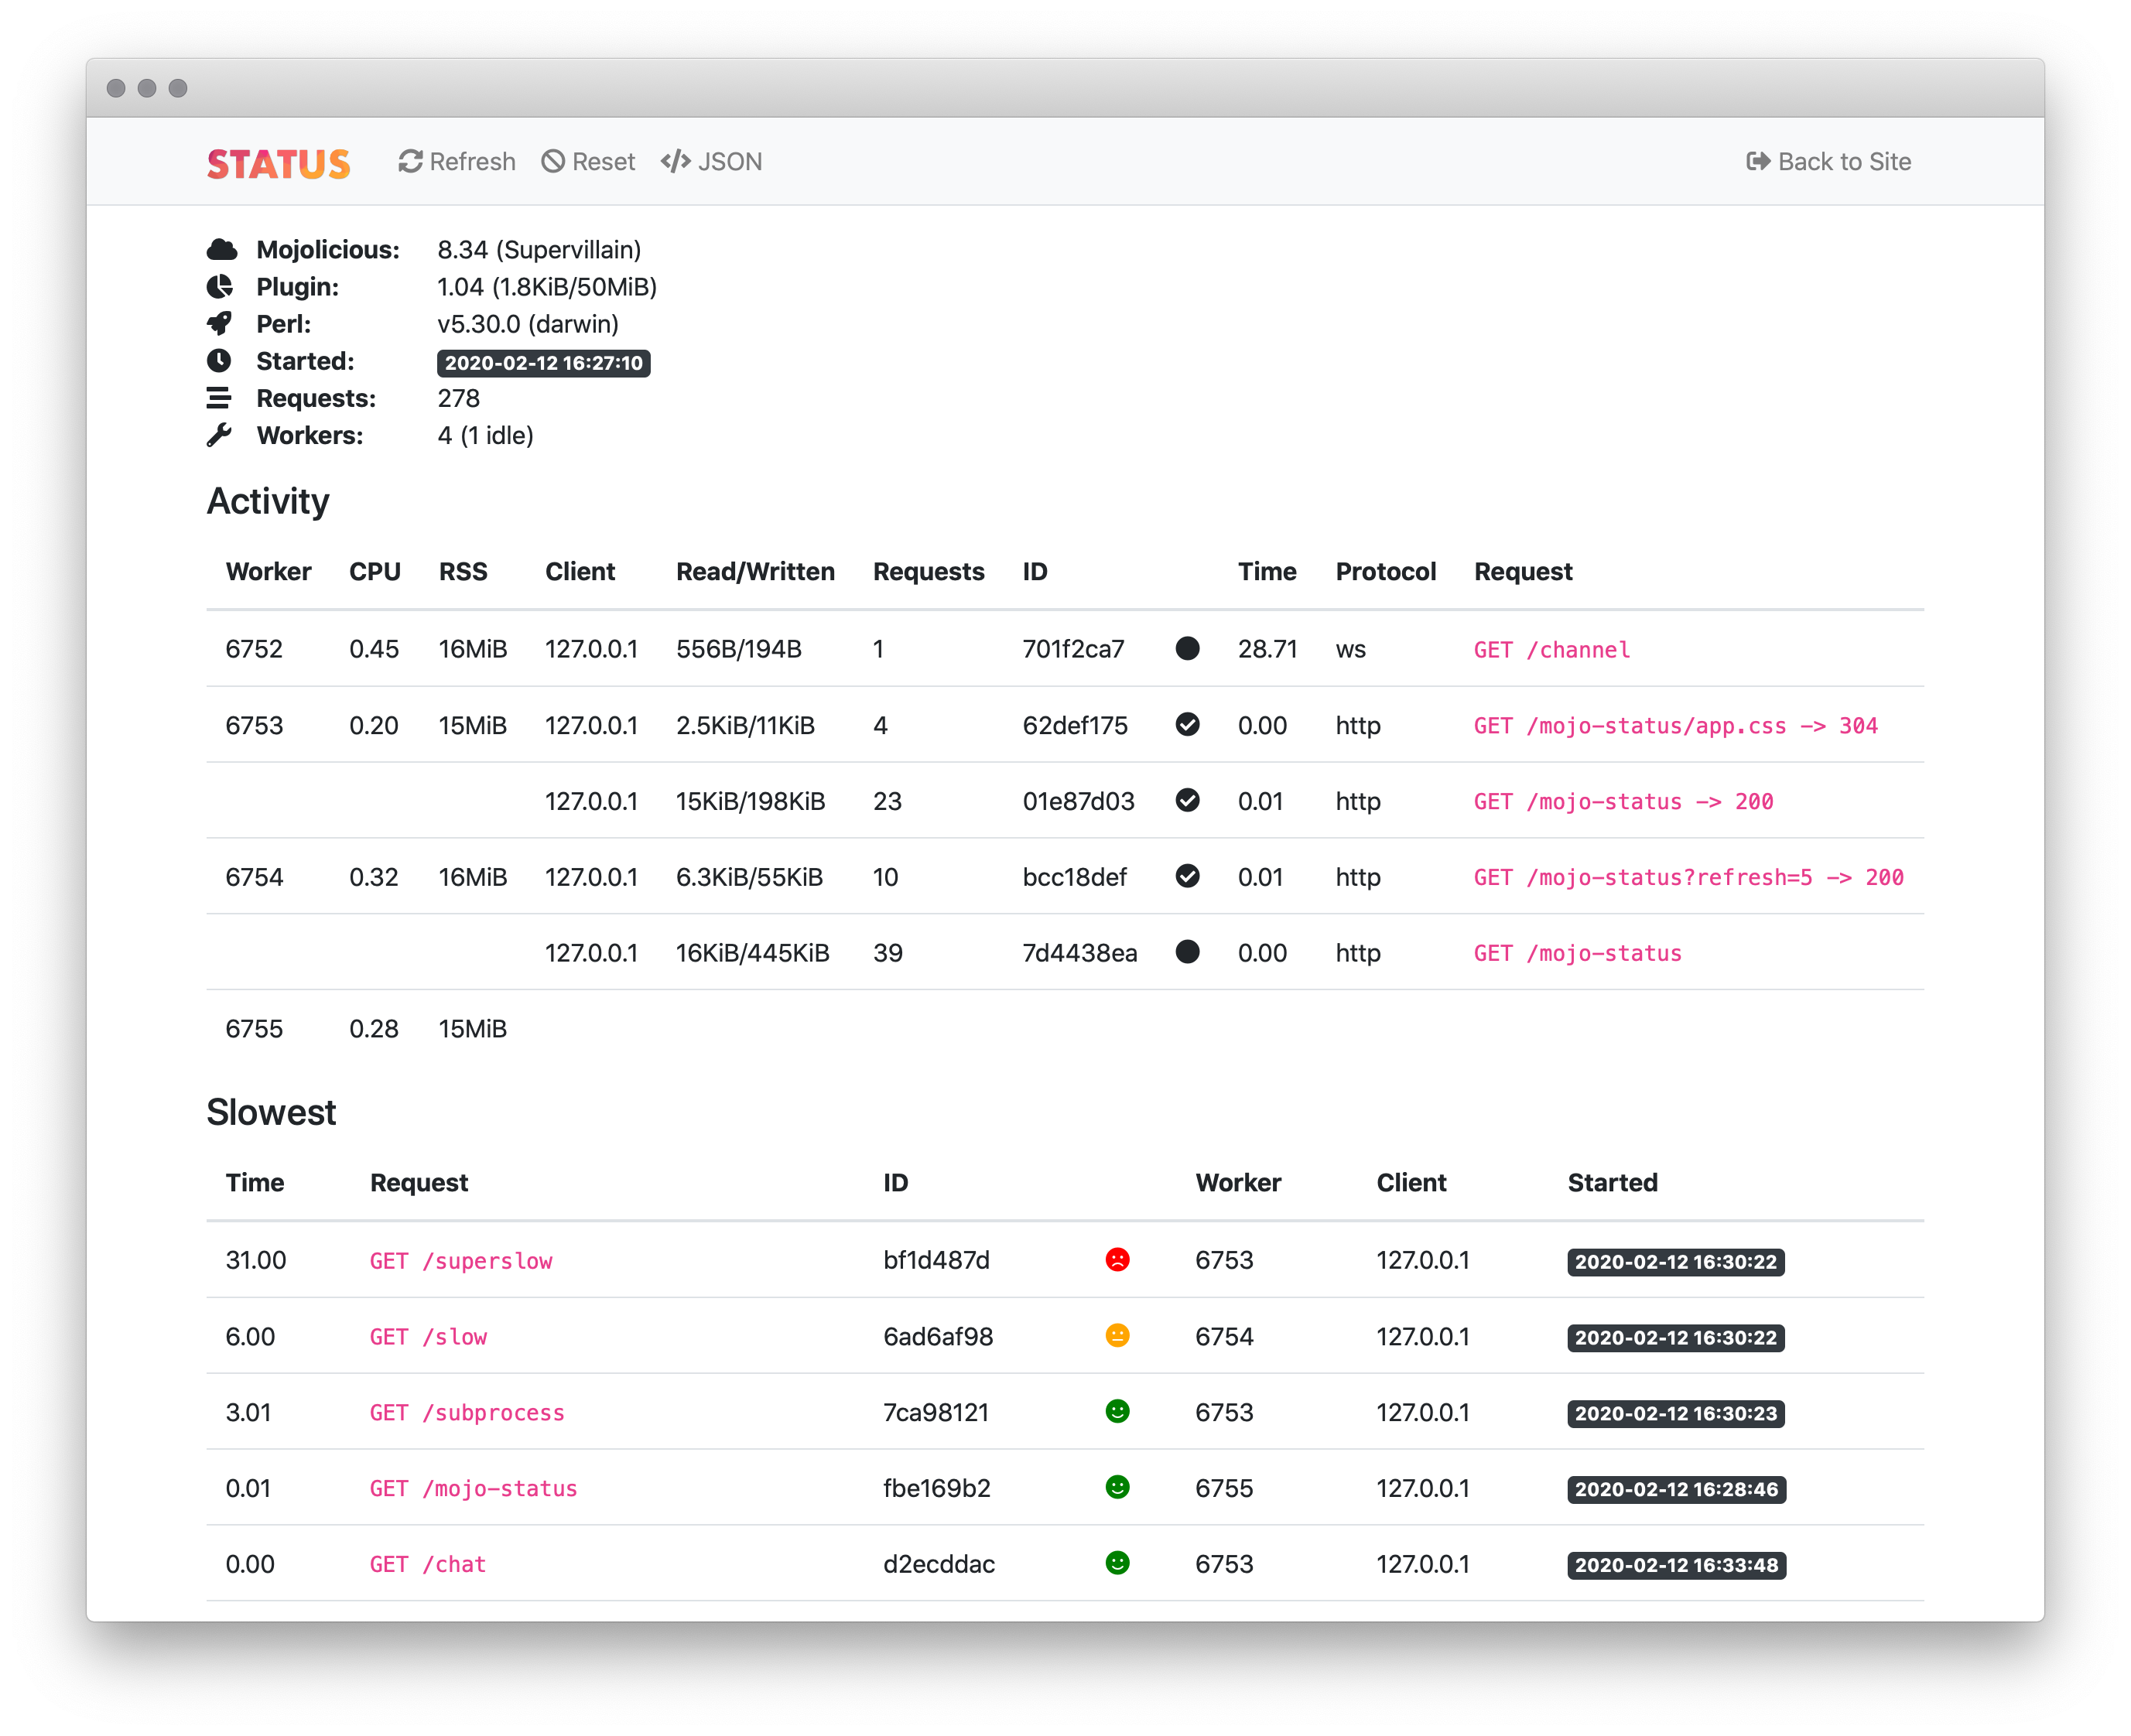 STATUS Refresh Reset </> JSON Back to Site
Mojolicious: 8.34 (Supervillain)
Plugin: 1.04 (1.8KiB/50MiB)
Perl: v5.30.0 (darwin)
Started: 2020-02-12 16:27:10
Requests: 278
Workers: 4 (1 idle)
Activity
Worker CPU RSS Client Read/Written Requests ID Time Protocol Request
6752 0.45 16MiB 127.0.0.1 556B/194B 1 701f2ca7 28.71 ws GET /channel
6753 0.20 15MiB 127.0.0.1 2.5KiB/11KiB 4 62def175 0.00 http GET /mojo-status/app.css -> 304
127.0.0.1 15KiB/198KiB 23 01e87d03 0.01 http GET /mojo-status -> 200
6754 0.32 16MiB 127.0.0.1 6.3KiB/55KiB 10 bcc18def 0.01 http GET /mojo-status?refresh=5 -> 200
127.0.0.1 16KiB/445KiB 39 7d4438ea 0.00 http GET /mojo-status
6755 0.28 15MiB
Slowest
Time Request ID Worker Client Started
31.00 GET /superslow bf1d487d 6753 127.0.0.1 2020-02-12 16:30:22
6.00 GET /slow 6ad6af98 6754 127.0.0.1 2020-02-12 16:30:22
3.01 GET /subprocess 7ca98121 6753 127.0.0.1 2020-02-12 16:30:23
0.01 GET /mojo-status fbe169b2 6755 127.0.0.1 2020-02-12 16:28:46
0.00 GET /chat d2ecddac 6753 127.0.0.1 2020-02-12 16:33:48